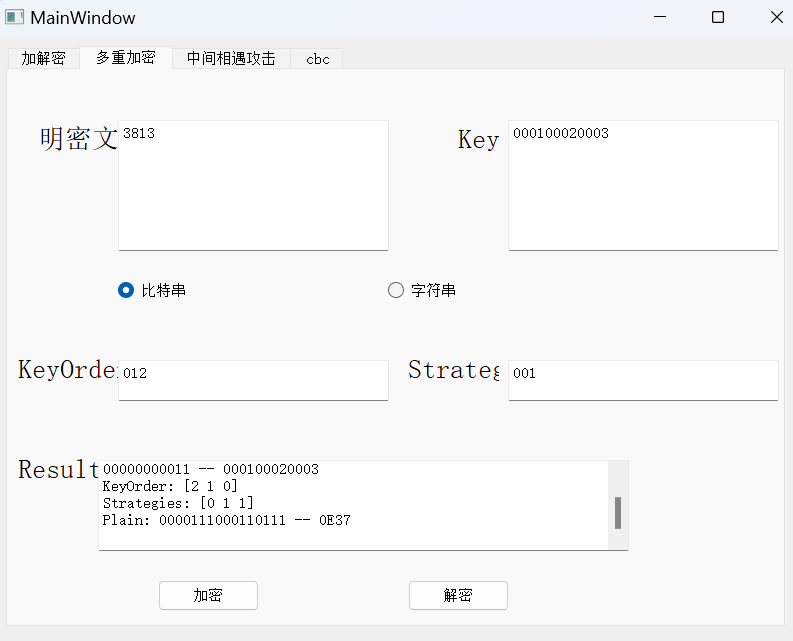 MainWindow
加解密 多重加密 中间相遇攻击 cbc
明密文 3813 Key 000100020003
比特串 字符串
KeyOrde 012 Strateg 001
Result 00000000011 -- 000100020003
KeyOrder: [2 1 0]
Strategies: [0 1 1]
Plain: 0000111000110111 -- 0E37
加密 解密